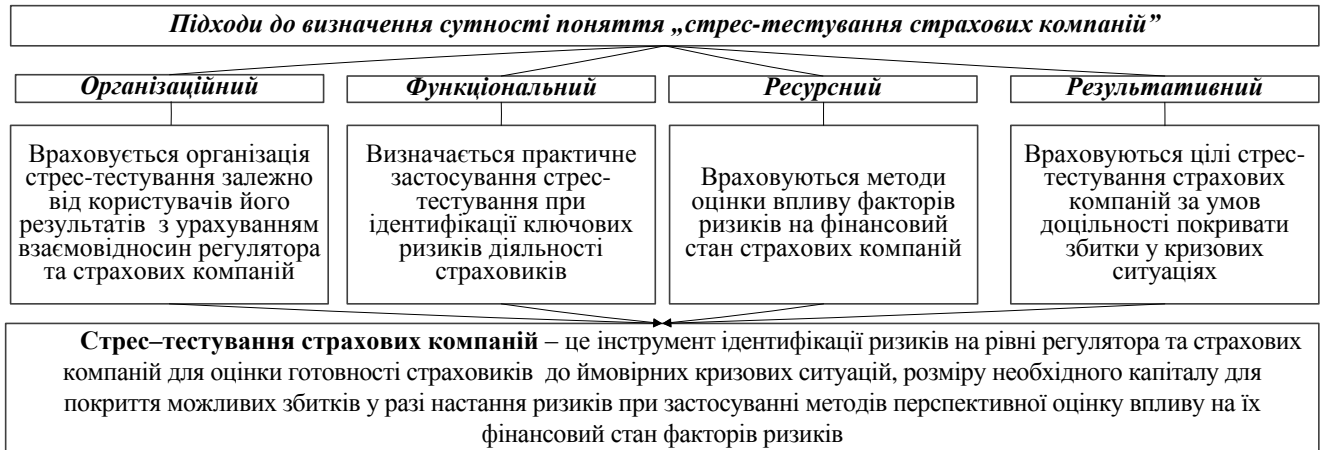 Підходи до визначення сутності поняття „стрес-тестування страхових компаній”
Організаційний
Функціональний
Ресурсний
Результативний
Враховується організація
стрес-тестування залежно
від користувачів його
результатів з урахуванням
взаємовідносин регулятора
та страхових компаній
Визначається практичне
застосування стрес-
тестування при
ідентифікації ключових
ризиків діяльності
страховиків
Враховуються методи
оцінки впливу факторів
ризиків на фінансовий
стан страхових компаній
Враховуються цілі стрес-
тестування страхових
компаній за умов
доцільності покривати
збитки у кризових
ситуаціях
Стрес–тестування страхових компаній – це інструмент ідентифікації ризиків на рівні регулятора та страхових
компаній для оцінки готовності страховиків до ймовірних кризових ситуацій, розміру необхідного капіталу для
покриття можливих збитків у разі настання ризиків при застосуванні методів перспективної оцінку впливу на їх
фінансовий стан факторів ризиків